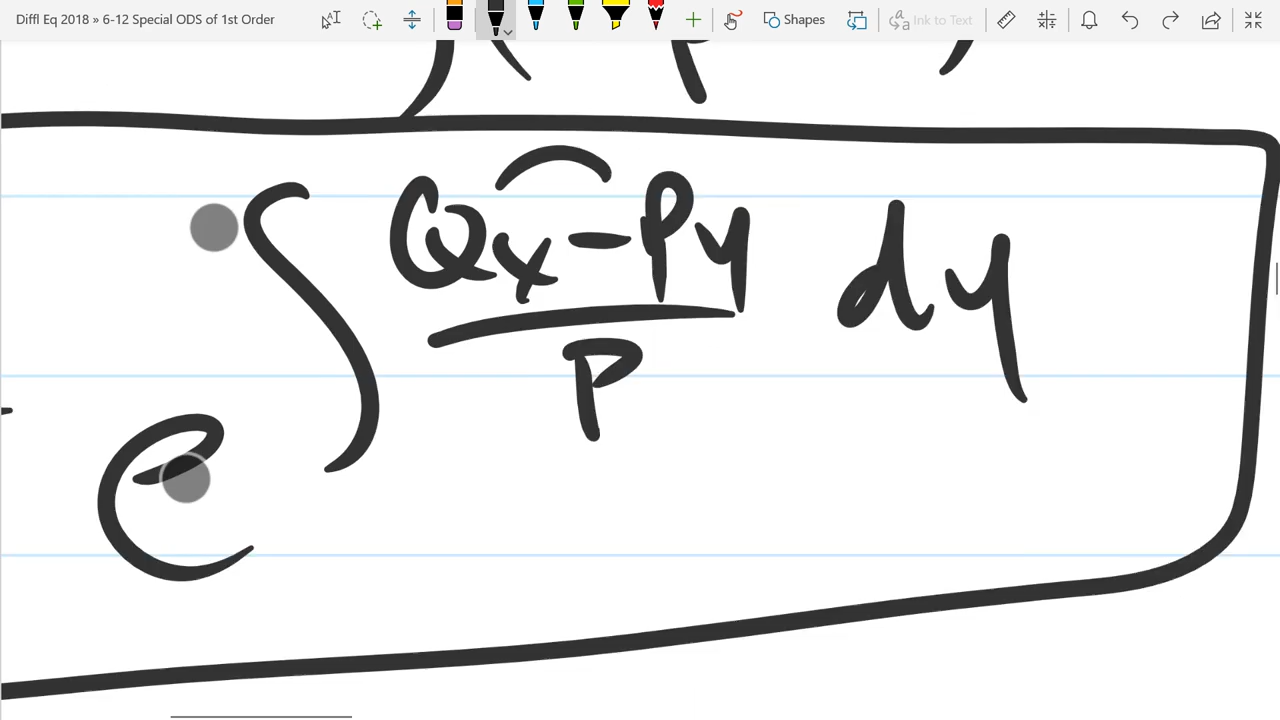 Diffl Eq 2018 » 6-12 Special ODS of 1st Order
Shapes
Ink to Text
e^∫ (Qx - Py)/P dy